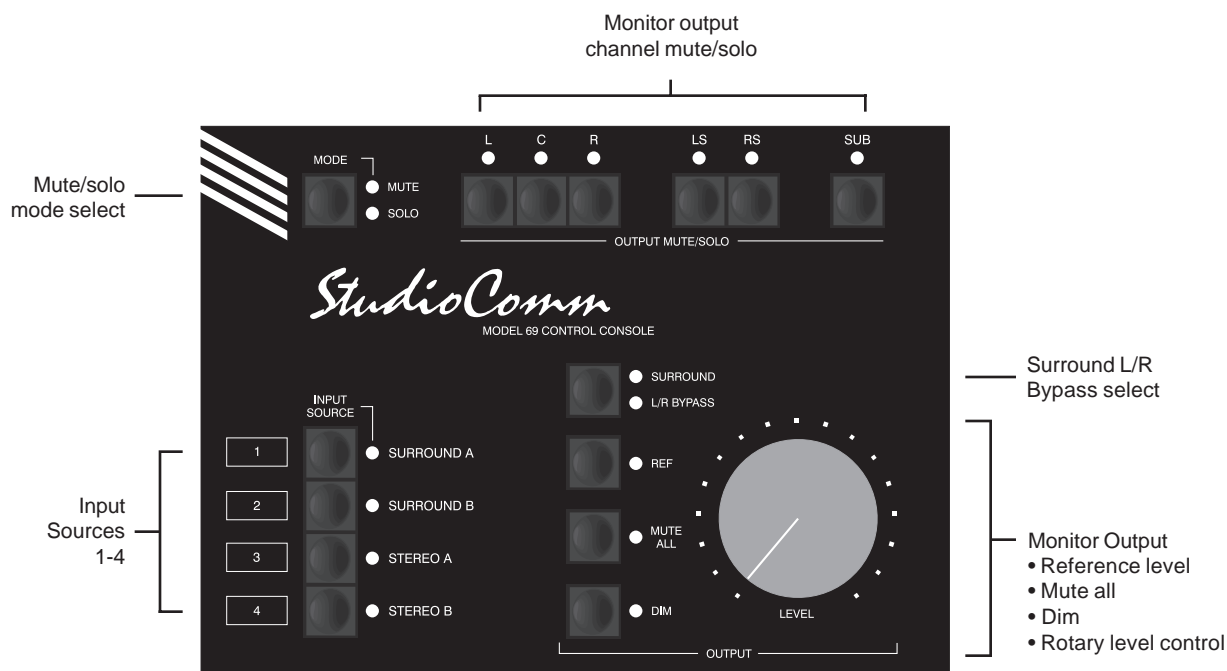 Monitor output
channel mute/solo
L C R LS RS SUB
MODE
MUTE
SOLO
OUTPUT MUTE/SOLO
Mute/solo
mode select
StudioComm
MODEL 69 CONTROL CONSOLE
SURROUND
L/R BYPASS
Surround L/R
Bypass select
INPUT
SOURCE
1 SURROUND A
2 SURROUND B
3 STEREO A
4 STEREO B
Input
Sources
1-4
REF
MUTE
ALL
DIM
LEVEL
OUTPUT
Monitor Output
• Reference level
• Mute all
• Dim
• Rotary level control